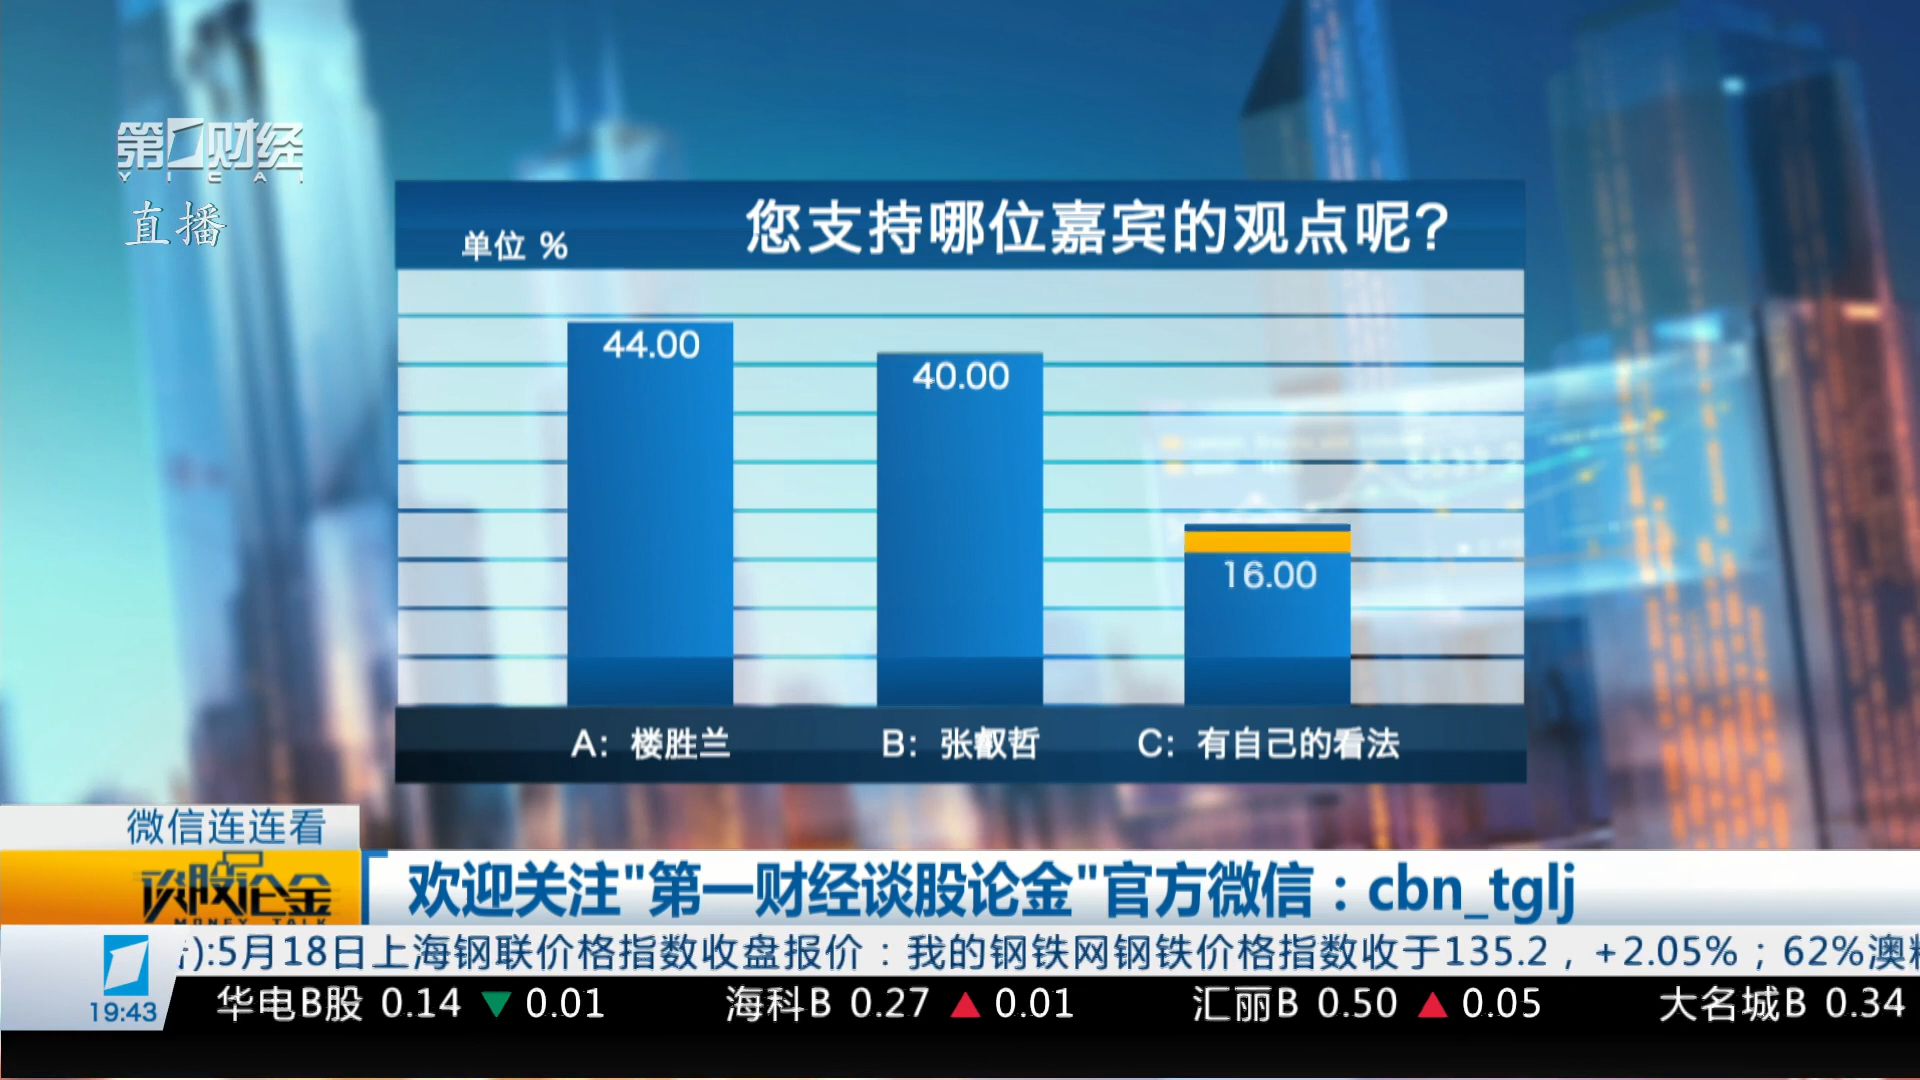 第一财经
YICAI
直播
您支持哪位嘉宾的观点呢?
单位 %
44.00
40.00
16.00
A：楼胜兰
B：张叡哲
C：有自己的看法
微信连连看
谈股论金
MONEY TALK
欢迎关注"第一财经谈股论金"官方微信：cbn_tglj
):5月18日上海钢联价格指数收盘报价：我的钢铁网钢铁价格指数收于135.2，+2.05%；62%澳
19:43
华电B股 0.14 ▼ 0.01 海科B 0.27 ▲ 0.01 汇丽B 0.50 ▲ 0.05 大名城B 0.34